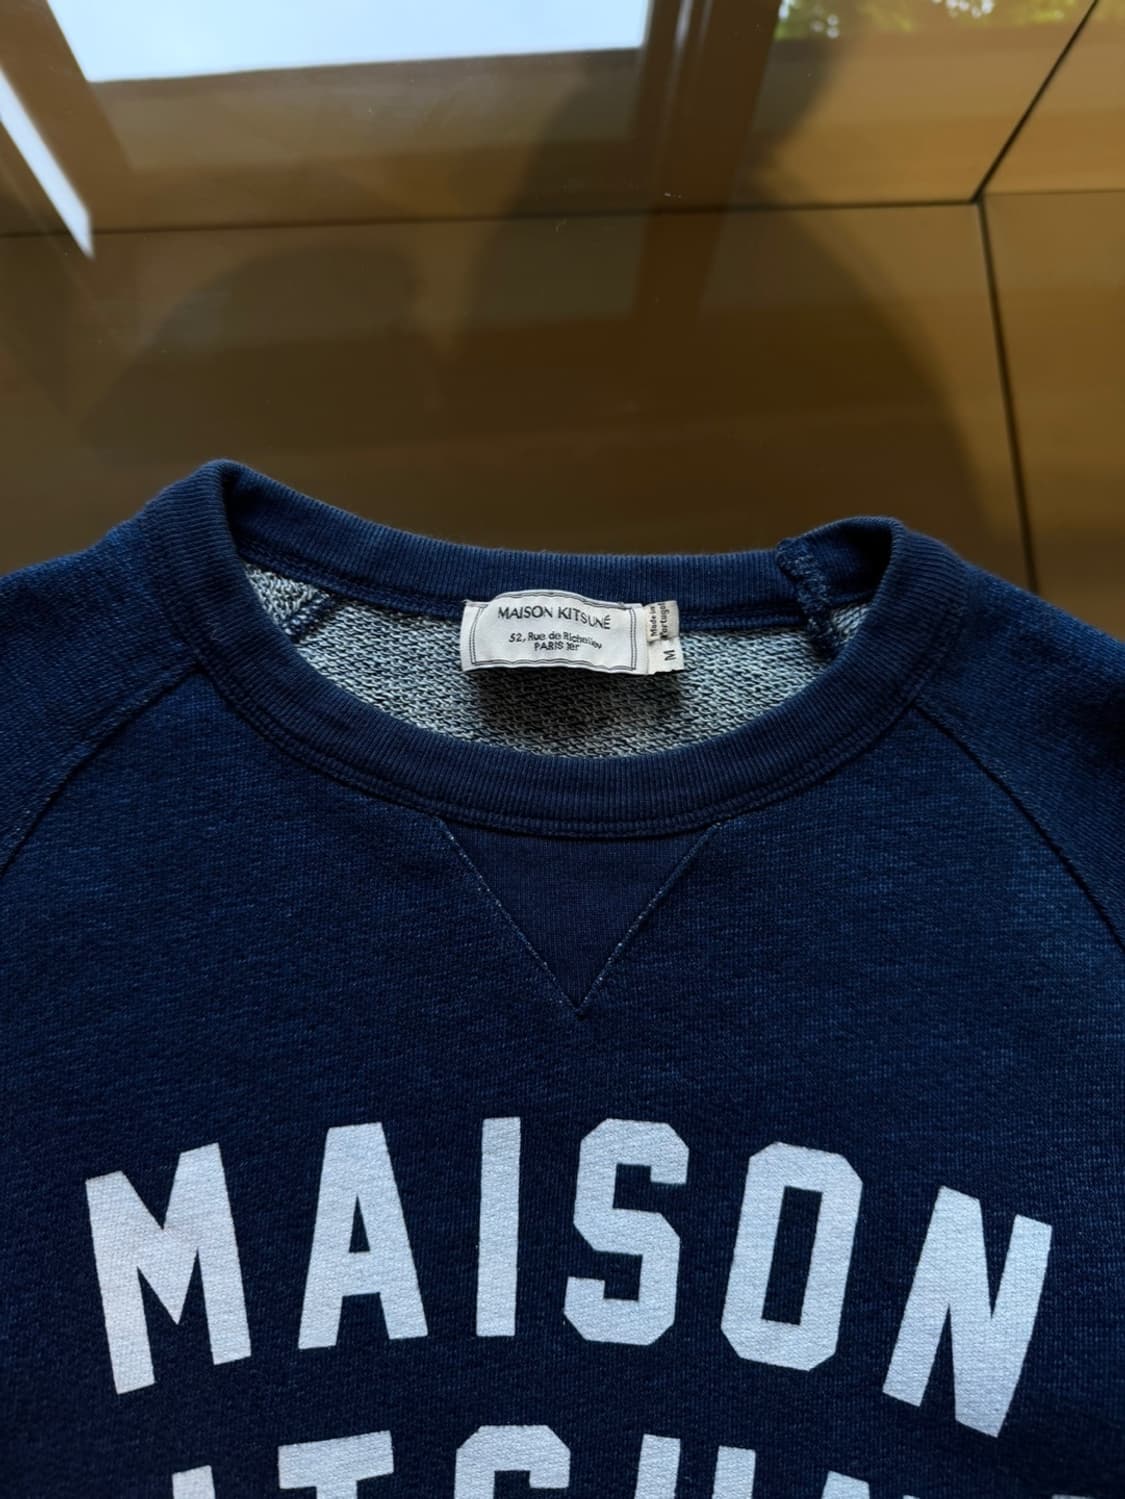 MAISON KITSUNÉ
52, Rue de Richelieu
PARIS 1er
Made in
Portugal
M
MAISON